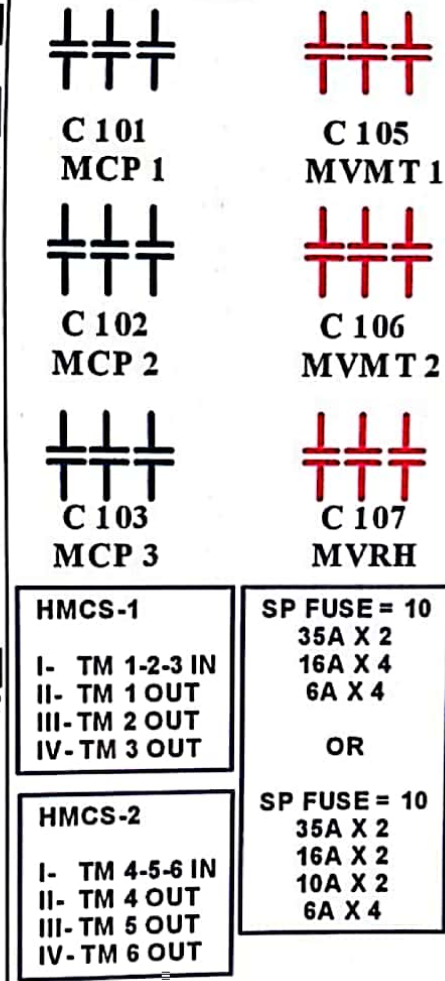 C 101
MCP 1
C 105
MVMT 1
C 102
MCP 2
C 106
MVMT 2
C 103
MCP 3
C 107
MVRH
HMCS-1
I- TM 1-2-3 IN
II- TM 1 OUT
III- TM 2 OUT
IV- TM 3 OUT
HMCS-2
I- TM 4-5-6 IN
II- TM 4 OUT
III- TM 5 OUT
IV- TM 6 OUT
SP FUSE = 10
35A X 2
16A X 4
6A X 4
OR
SP FUSE = 10
35A X 2
16A X 2
10A X 2
6A X 4